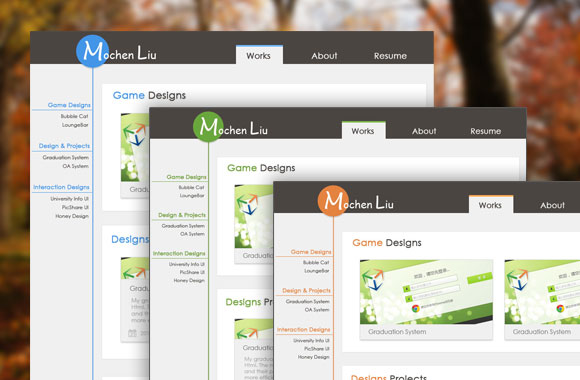 Mochen Liu
Works
About
Resume
Game Designs
Bubble Cat
LoungeBar
Design & Projects
Graduation System
OA System
Interaction Designs
University Info UI
PicShare UI
Honey Design
Game Designs
Designs
Mochen Liu
Works
About
Resume
Game Designs
Bubble Cat
LoungeBar
Design & Projects
Graduation System
OA System
Interaction Designs
University Info UI
PicShare UI
Honey Design
Game Designs
Designs Pro
Mochen Liu
Works
About
Game Designs
Bubble Cat
LoungeBar
Design & Projects
Graduation System
OA System
Interaction Designs
University Info UI
PicShare UI
Honey Design
Game Designs
Graduation System
Graduation System
Designs Projects